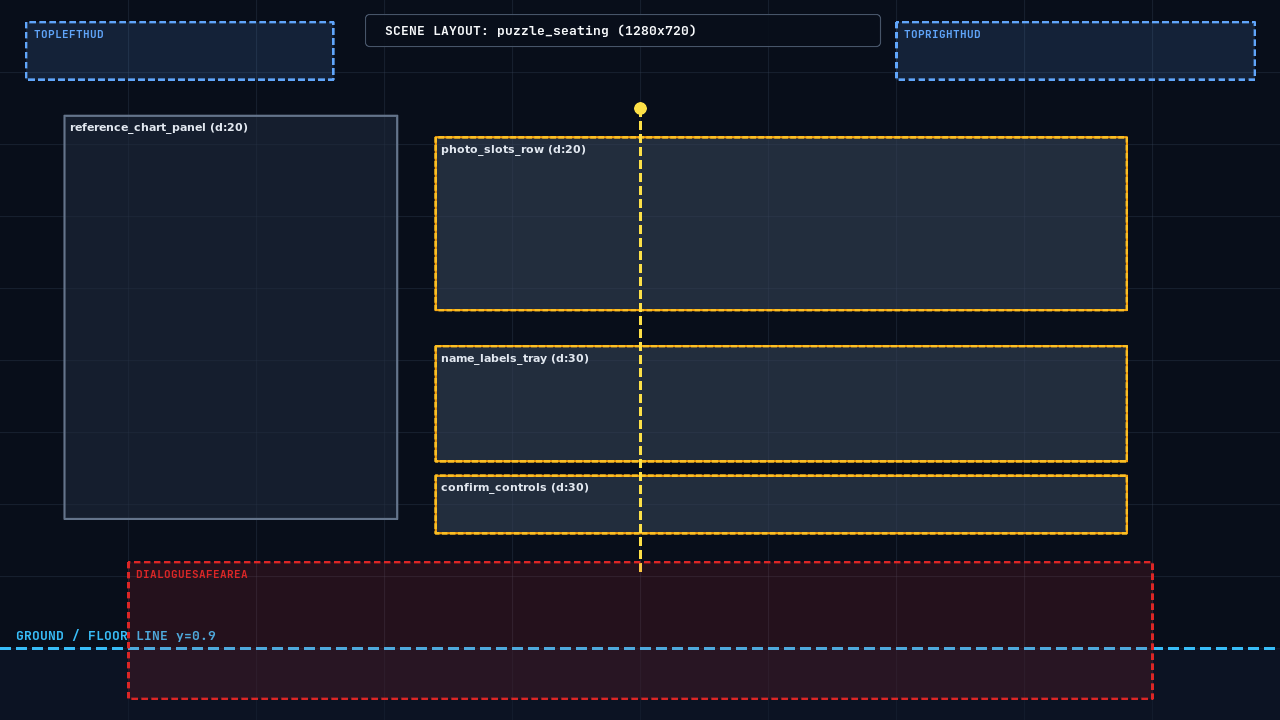 TOPLEFTHUD
SCENE LAYOUT: puzzle_seating (1280x720)
TOPRIGHTHUD
reference_chart_panel (d:20)
photo_slots_row (d:20)
name_labels_tray (d:30)
confirm_controls (d:30)
DIALOGUESAFEAREA
GROUND / FLOOR LINE y=0.9